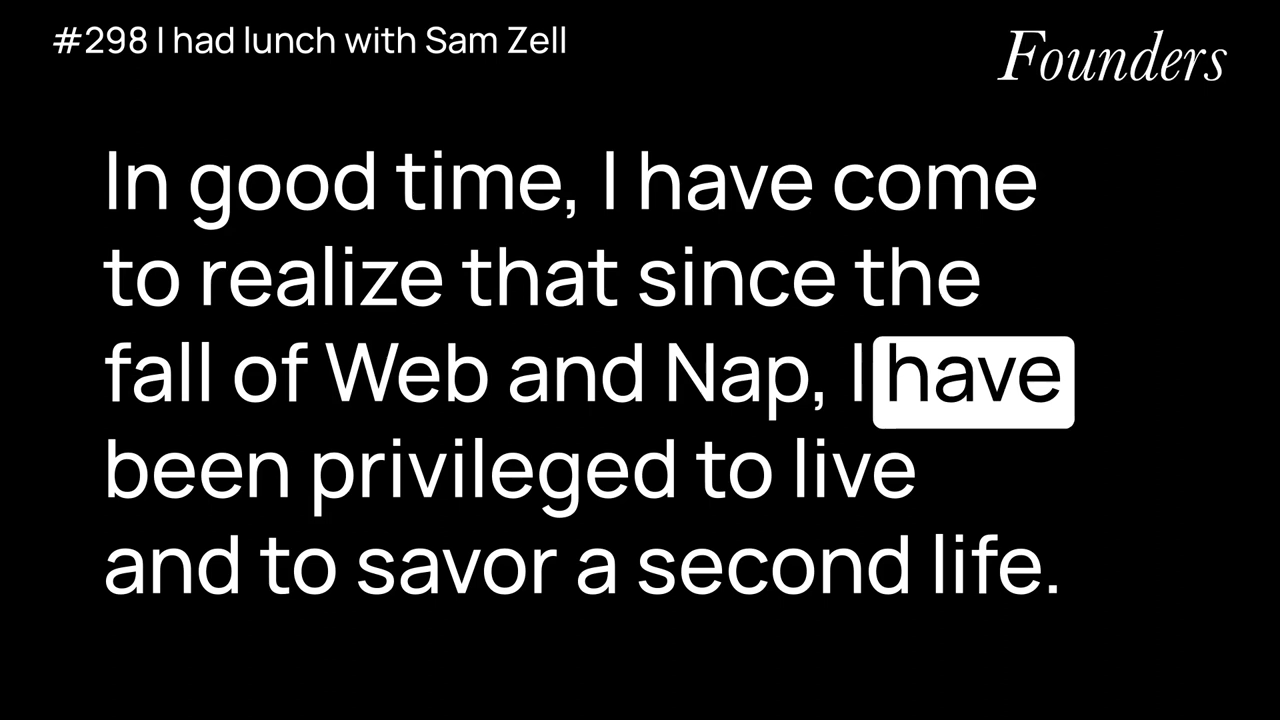 #298 I had lunch with Sam Zell
Founders
In good time, I have come
to realize that since the
fall of Web and Nap, I have
been privileged to live
and to savor a second life.